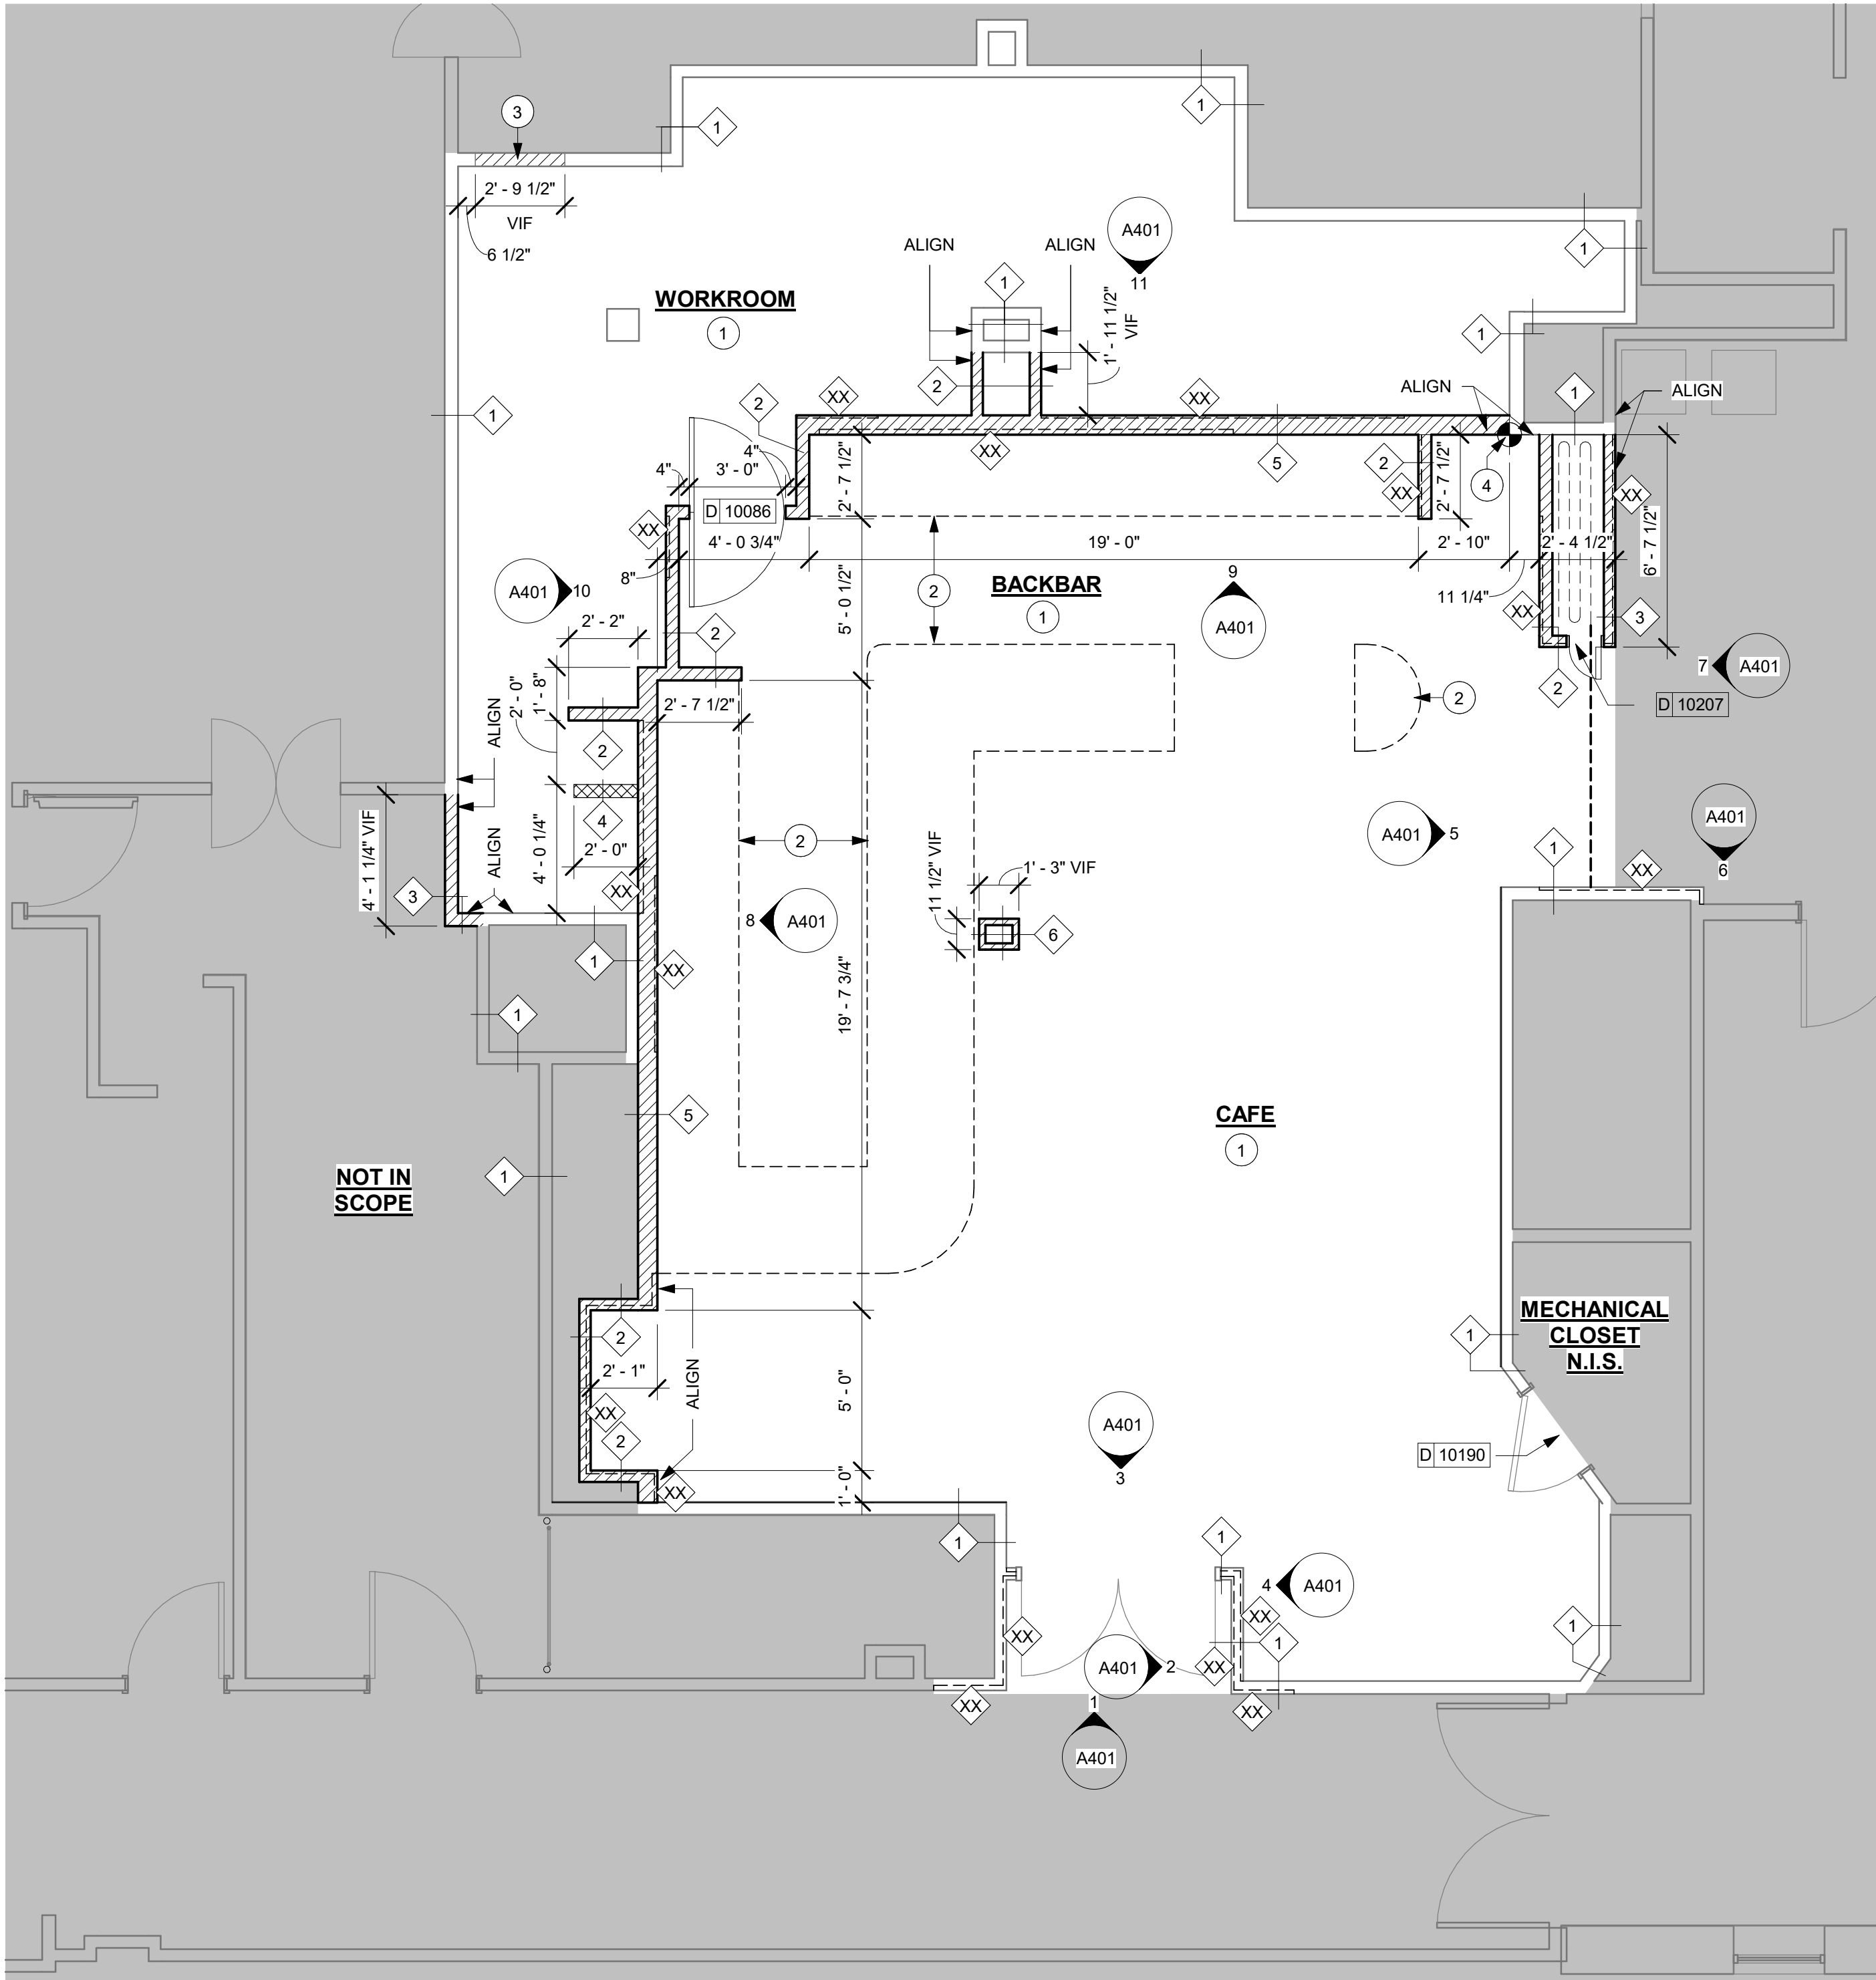 1
3
1
2' - 9 1/2"
VIF
6 1/2"
A401
11
ALIGN
ALIGN
1
1
WORKROOM
1
1' - 11 1/2"
VIF
1
2
ALIGN
1
ALIGN
XX
XX
2
1
XX
5
2
2' - 7 1/2"
2' - 7 1/2"
4"
4"
3' - 0"
XX
4
XX
D 10086
XX
4' - 0 3/4"
19' - 0"
2' - 10"
2' - 4 1/2"
6' - 7 1/2"
8"
A401
10
BACKBAR
1
2
9
A401
11 1/4"
XX
3
5' - 0 1/2"
2' - 2"
2
2
A401
7
D 10207
2' - 0"
1' - 8"
2' - 7 1/2"
2
ALIGN
2
4
2
A401
5
A401
6
4' - 1 1/4" VIF
ALIGN
4' - 0 1/4"
2' - 0"
XX
3
1
XX
11 1/2" VIF
1' - 3" VIF
8
A401
6
1
XX
1
19' - 7 3/4"
5
CAFE
1
1
NOT IN
SCOPE
MECHANICAL
CLOSET
N.I.S.
1
2
2' - 1"
ALIGN
5' - 0"
XX
2
A401
3
D 10190
1' - 0"
XX
1
1
4
A401
XX
XX
1
1
A401
2
XX
XX
XX
1
A401